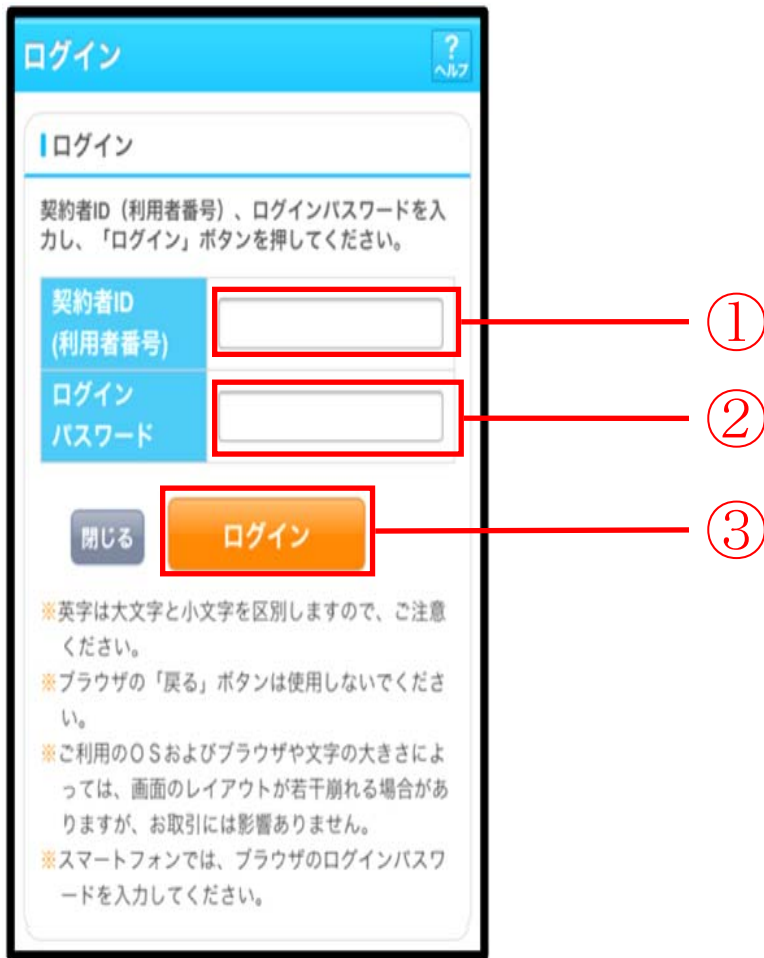 ログイン
?
ヘルプ
ログイン
契約者ID（利用者番号）、ログインパスワードを入
力し、「ログイン」ボタンを押してください。
契約者ID
(利用者番号)
①
ログイン
パスワード
②
閉じる
ログイン
③
※英字は大文字と小文字を区別しますので、ご注意
ください。
※ブラウザの「戻る」ボタンは使用しないでくださ
い。
※ご利用のＯＳおよびブラウザや文字の大きさによ
っては、画面のレイアウトが若干崩れる場合があ
りますが、お取引には影響ありません。
※スマートフォンでは、ブラウザのログインパスワ
ードを入力してください。